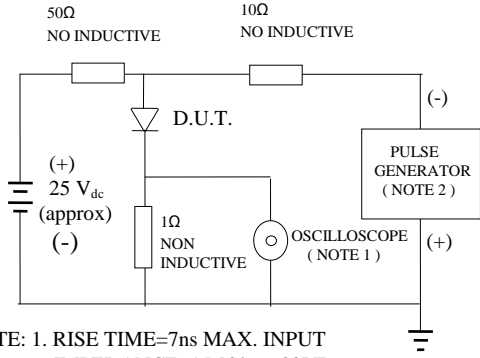 50Ω
NO INDUCTIVE
10Ω
NO INDUCTIVE
(-)
D.U.T.
PULSE
GENERATOR
( NOTE 2 )
(+)
25 Vdc
(approx)
(-)
1Ω
NON
INDUCTIVE
OSCILLOSCOPE
( NOTE 1 )
(+)
TE: 1. RISE TIME=7ns MAX. INPUT